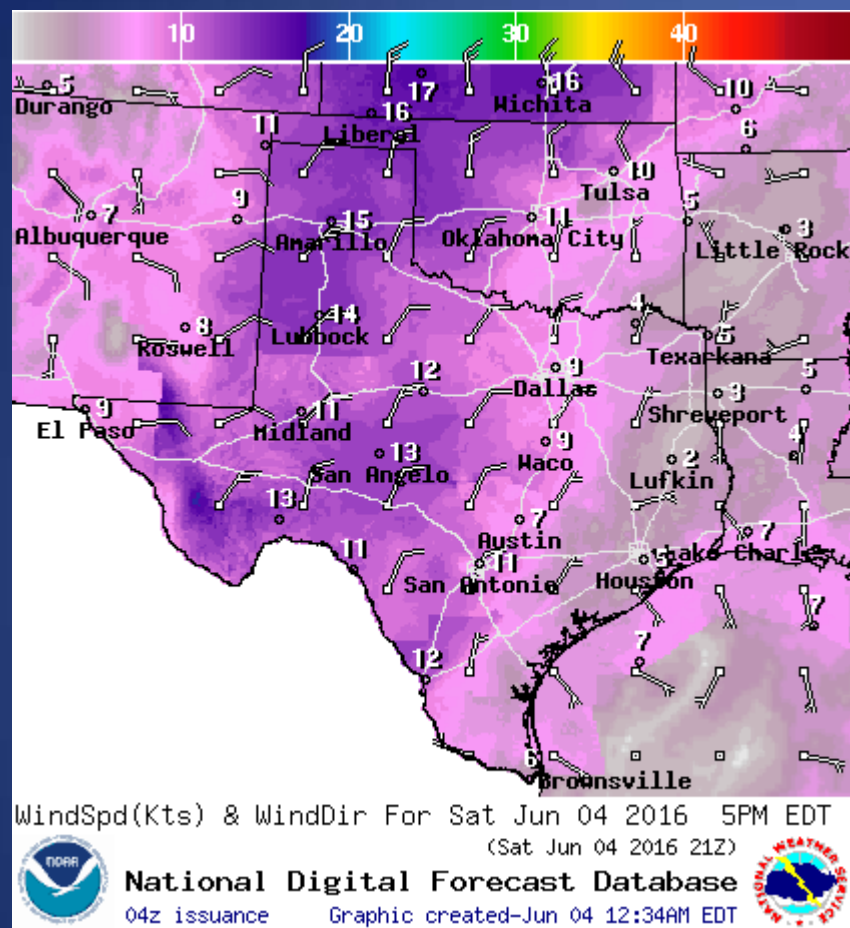 10 20 30 40
5 17 16 10
Durango Wichita
16
11 Liberal 6
10
Tulsa
7 9 15 11 5 3
Albuquerque Amarillo Oklahoma City Little Rock
8 14 4 5
Roswell Lubbock Texarkana
12 9 5
Dallas
9 11 3
El Paso Midland Shreveport
13 9 2 4
San Angelo Waco Lufkin
13 7 7
Austin
11 11 5 Lake Charles
San Antonio Houston
7
7
12
6
Brownsville
WindSpd(Kts) & WindDir For Sat Jun 04 2016 5PM EDT
(Sat Jun 04 2016 21Z)
NOAA
National Digital Forecast Database
04z issuance Graphic created-Jun 04 12:34AM EDT
NATIONAL WEATHER SERVICE